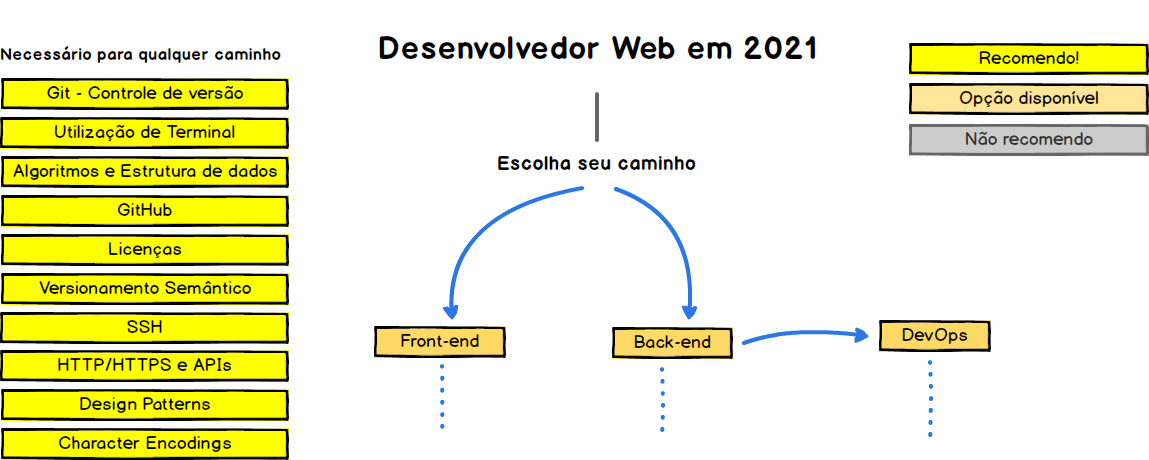 Desenvolvedor Web em 2021
Necessário para qualquer caminho
Git - Controle de versão
Utilização de Terminal
Algoritmos e Estrutura de dados
GitHub
Licenças
Versionamento Semântico
SSH
HTTP/HTTPS e APIs
Design Patterns
Character Encodings
Escolha seu caminho
Front-end
Back-end
DevOps
Recomendo!
Opção disponível
Não recomendo